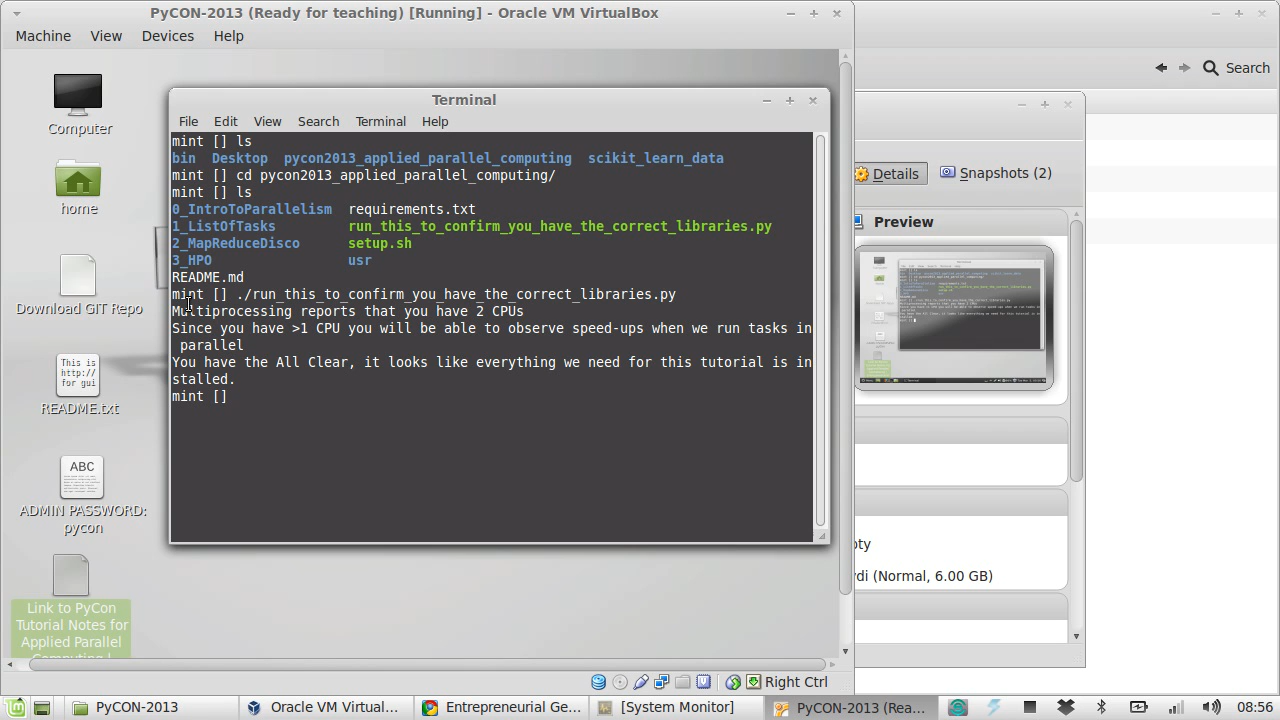 PyCON-2013 (Ready for teaching) [Running] - Oracle VM VirtualBox
Machine View Devices Help
Search
Computer
home
Download GIT Repo
This is
http://
for gui
README.txt
ABC
ADMIN PASSWORD:
pycon
Link to PyCon
Tutorial Notes for
Applied Parallel
Terminal
File Edit View Search Terminal Help
mint [] ls
bin Desktop pycon2013_applied_parallel_computing scikit_learn_data
mint [] cd pycon2013_applied_parallel_computing/
mint [] ls
0_IntroToParallelism requirements.txt
1_ListOfTasks run_this_to_confirm_you_have_the_correct_libraries.py
2_MapReduceDisco setup.sh
3_HPO usr
README.md
mint [] ./run_this_to_confirm_you_have_the_correct_libraries.py
Multiprocessing reports that you have 2 CPUs
Since you have >1 CPU you will be able to observe speed-ups when we run tasks in
parallel
You have the All Clear, it looks like everything we need for this tutorial is in
stalled.
mint []
Details Snapshots (2)
Preview
pty
di (Normal, 6.00 GB)
Right Ctrl
PyCON-2013 Oracle VM Virtual... Entrepreneurial Ge... [System Monitor] PyCON-2013 (Rea... 08:56